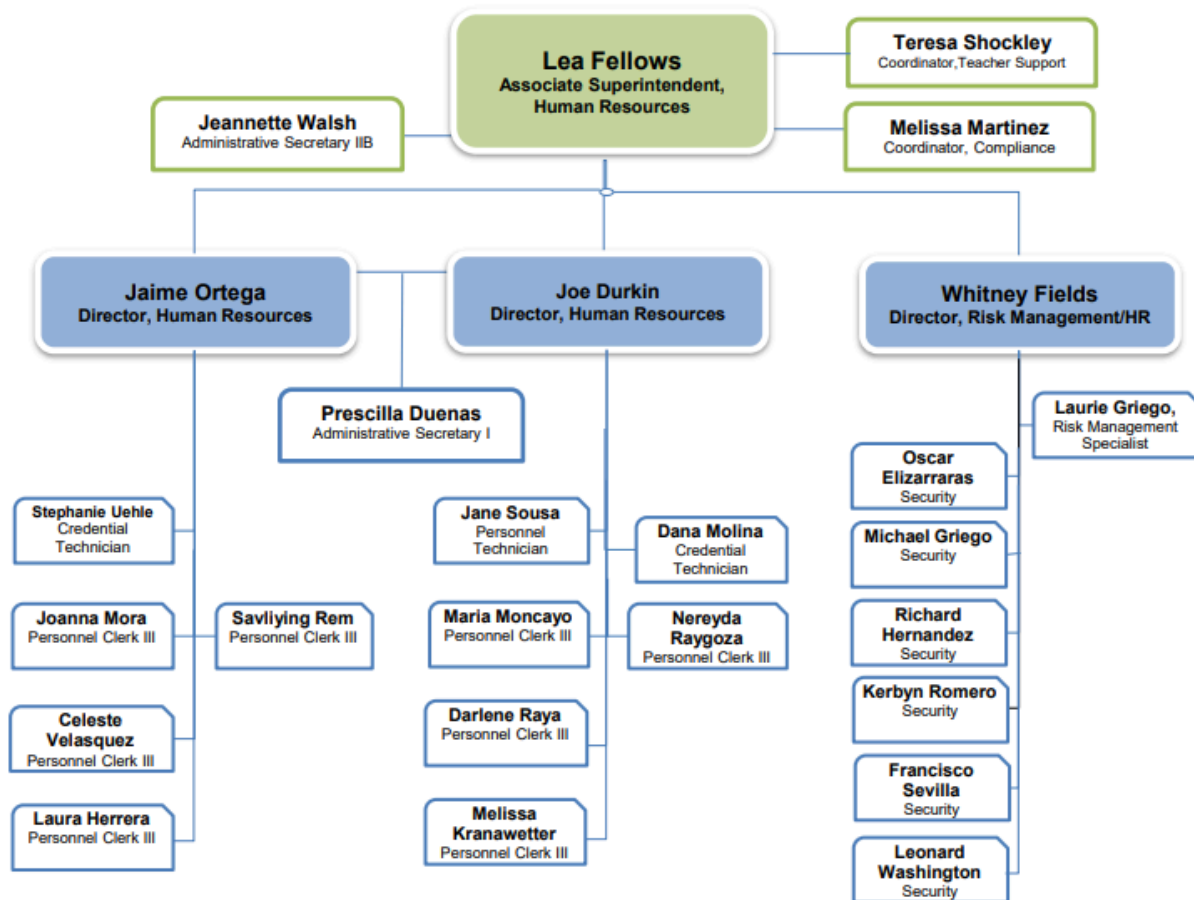 Lea Fellows
Associate Superintendent,
Human Resources
Teresa Shockley
Coordinator,Teacher Support
Jeannette Walsh
Administrative Secretary IIB
Melissa Martinez
Coordinator, Compliance
Jaime Ortega
Director, Human Resources
Joe Durkin
Director, Human Resources
Whitney Fields
Director, Risk Management/HR
Prescilla Duenas
Administrative Secretary I
Stephanie Uehle
Credential
Technician
Joanna Mora
Personnel Clerk III
Savliying Rem
Personnel Clerk III
Celeste
Velasquez
Personnel Clerk III
Laura Herrera
Personnel Clerk III
Jane Sousa
Personnel
Technician
Dana Molina
Credential
Technician
Maria Moncayo
Personnel Clerk III
Nereyda
Raygoza
Personnel Clerk III
Darlene Raya
Personnel Clerk III
Melissa
Kranawetter
Personnel Clerk III
Laurie Griego,
Risk Management
Specialist
Oscar
Elizarraras
Security
Michael Griego
Security
Richard
Hernandez
Security
Kerbyn Romero
Security
Francisco
Sevilla
Security
Leonard
Washington
Security